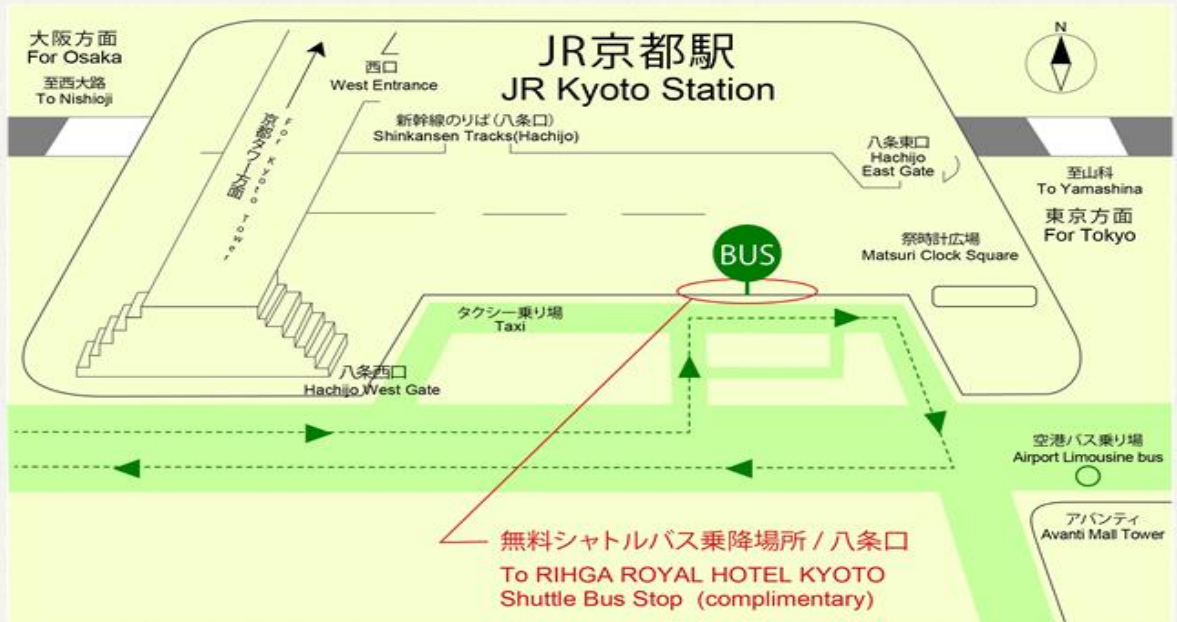 大阪方面
For Osaka
至西大路
To Nishioji
西口
West Entrance
JR京都駅
JR Kyoto Station
N
新幹線のりば(八条口)
Shinkansen Tracks(Hachijo)
京都タワー方面
For Kyoto Tower
八条東口
Hachijo
East Gate
至山科
To Yamashina
東京方面
For Tokyo
祭時計広場
Matsuri Clock Square
BUS
タクシー乗り場
Taxi
八条西口
Hachijo West Gate
空港バス乗り場
Airport Limousine bus
アバンティ
Avanti Mall Tower
無料シャトルバス乗降場所 / 八条口
To RIHGA ROYAL HOTEL KYOTO
Shuttle Bus Stop (complimentary)